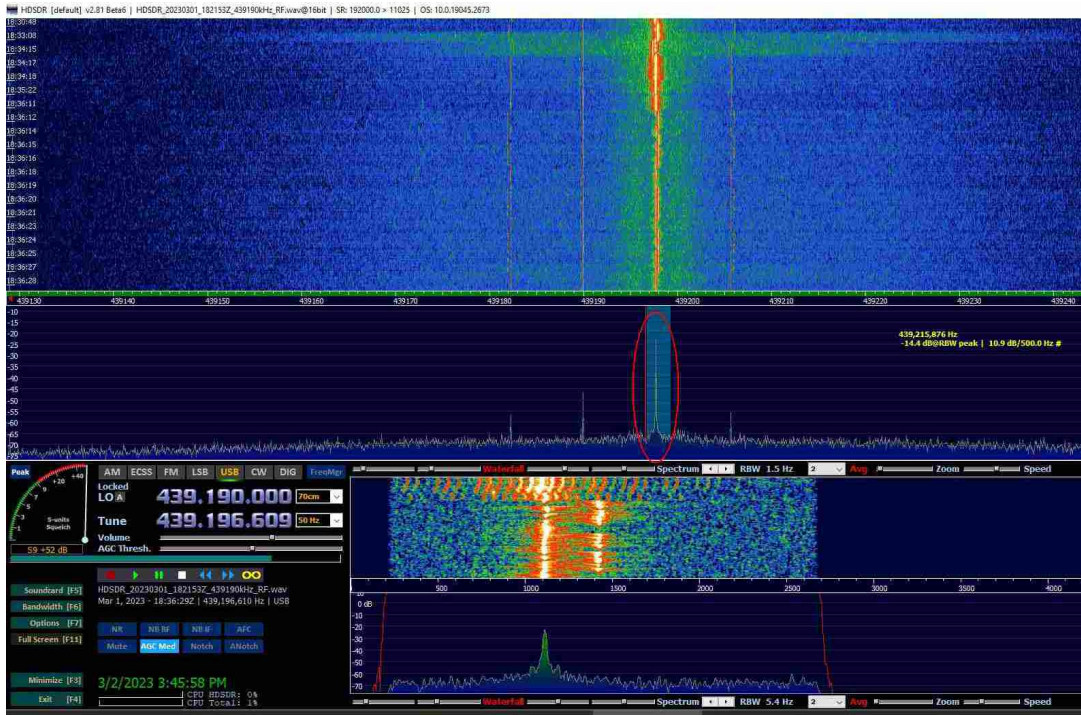 HDSDR [default] v2.81 Beta6 | HDSDR_20230301_182153Z_439190kHz_RF.wav@16bit | SR: 192000.0 > 11025 | OS: 10.0.19045.2673
18:30:48
18:33:08
18:34:15
18:34:17
18:34:18
18:35:22
18:36:11
18:36:12
18:36:14
18:36:15
18:36:16
18:36:18
18:36:19
18:36:20
18:36:21
18:36:23
18:36:24
18:36:25
18:36:27
18:36:28
439130 439140 439150 439160 439170 439180 439190 439200 439210 439220 439230 439240
-10
-15
-20
-25
-30
-35
-40
-45
-50
-55
-60
-65
-75
439,215,876 Hz
-14.4 dB@RBW peak | 10.9 dB/500.0 Hz #
Peak
1 3 5 7 9 +20 +40
S-units
Squelch
S9 +52 dB
AM ECSS FM LSB USB CW DIG FreqMgr
Locked
LO A 439.190.000 70cm
Tune 439.196.609 50 Hz
Volume
AGC Thresh.
Soundcard [F5]
Bandwidth [F6]
Options [F7]
Full Screen [F11]
Minimize [F3]
Exit [F4]
HDSDR_20230301_182153Z_439190kHz_RF.wav
Mar 1, 2023 - 18:36:29Z | 439,196,610 Hz | USB
NR NB RF NB IF AFC
Mute AGC Med Notch ANotch
3/2/2023 3:45:58 PM
CPU HDSDR: 0%
CPU Total: 1%
Waterfall Spectrum RBW 1.5 Hz 2 Avg Zoom Speed
500 1000 1500 2000 2500 3000 3500 4000
0 dB
-10
-20
-30
-40
-50
-60
-70
Waterfall Spectrum RBW 5.4 Hz 2 Avg Zoom Speed